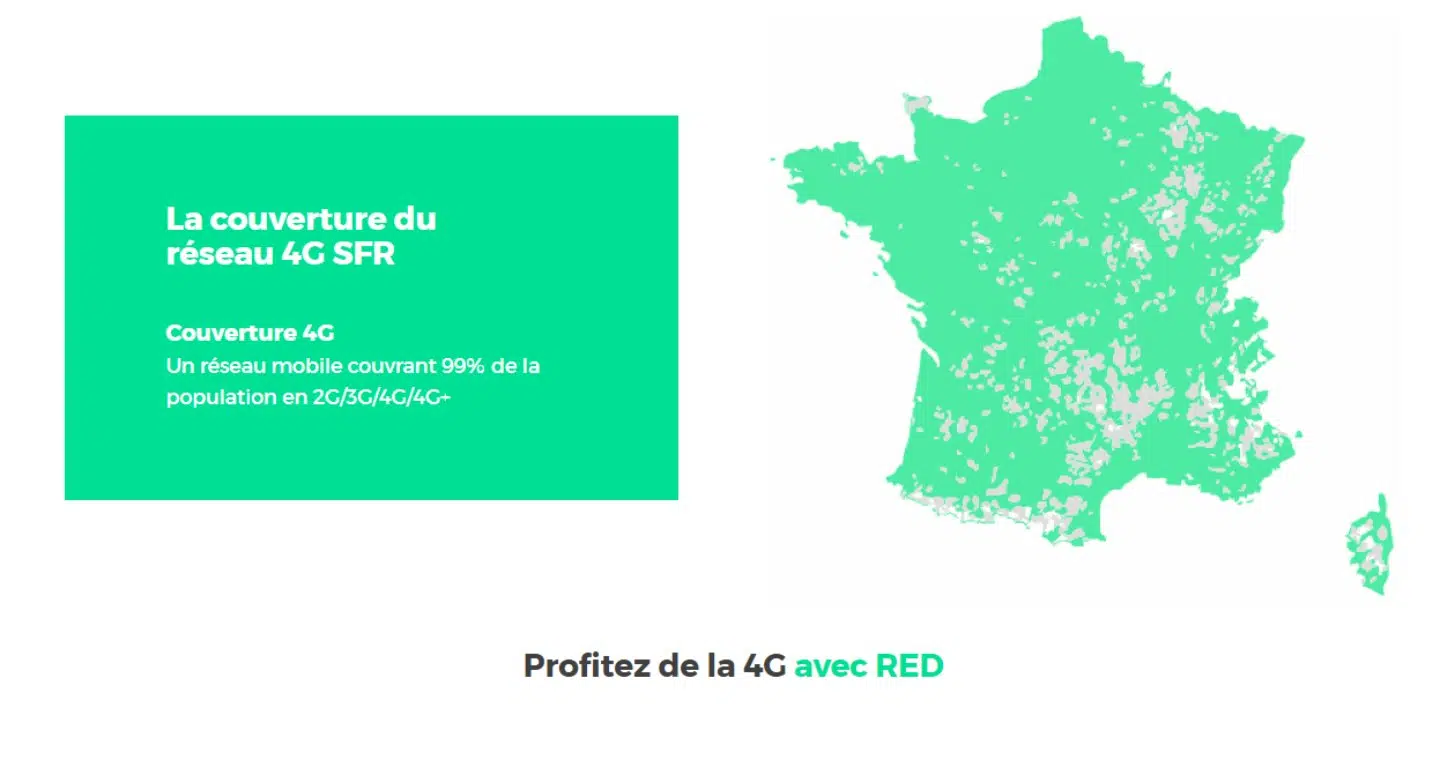 La couverture du
réseau 4G SFR
Couverture 4G
Un réseau mobile couvrant 99% de la
population en 2G/3G/4G/4G+
Profitez de la 4G avec RED